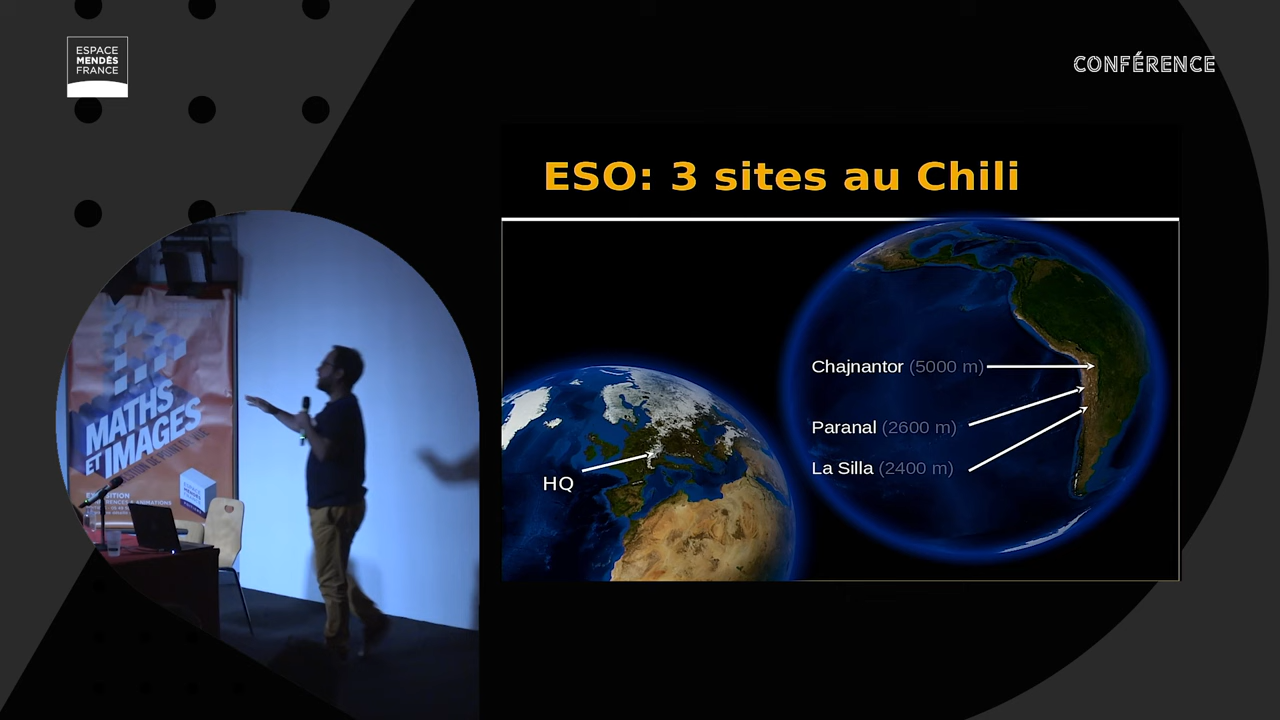 ESPACE
MENDÈS
FRANCE
CONFÉRENCE
ESO: 3 sites au Chili
Chajnantor (5000 m)
Paranal (2600 m)
La Silla (2400 m)
HQ
MATHS
ET IMAGES